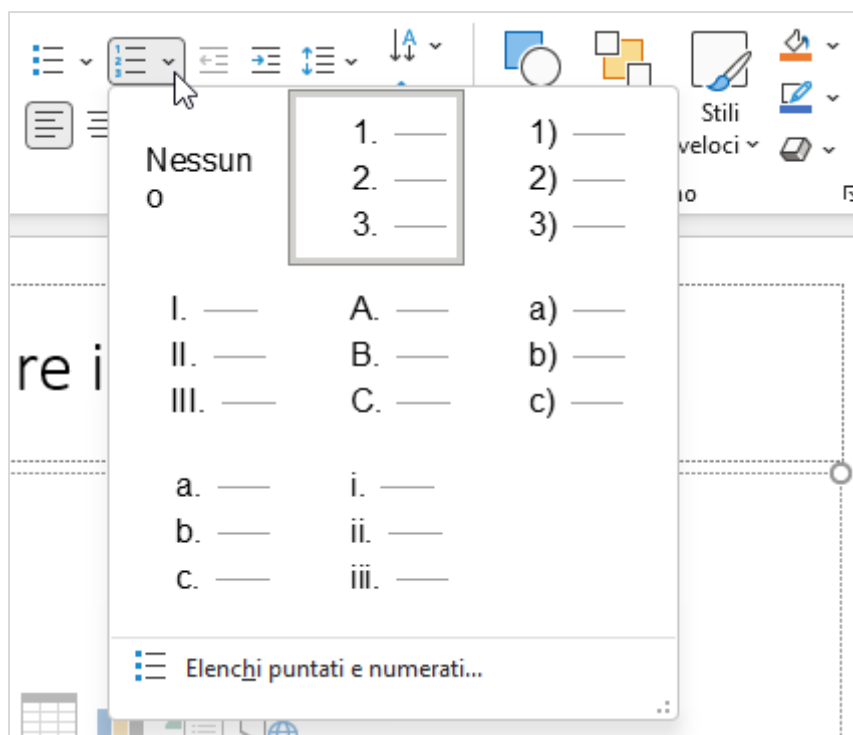 Stili
veloci
Nessun
o
1.
2.
3.
1)
2)
3)
I.
II.
III.
A.
B.
C.
a)
b)
c)
re i
a.
b.
c.
i.
ii.
iii.
Elenchi puntati e numerati...